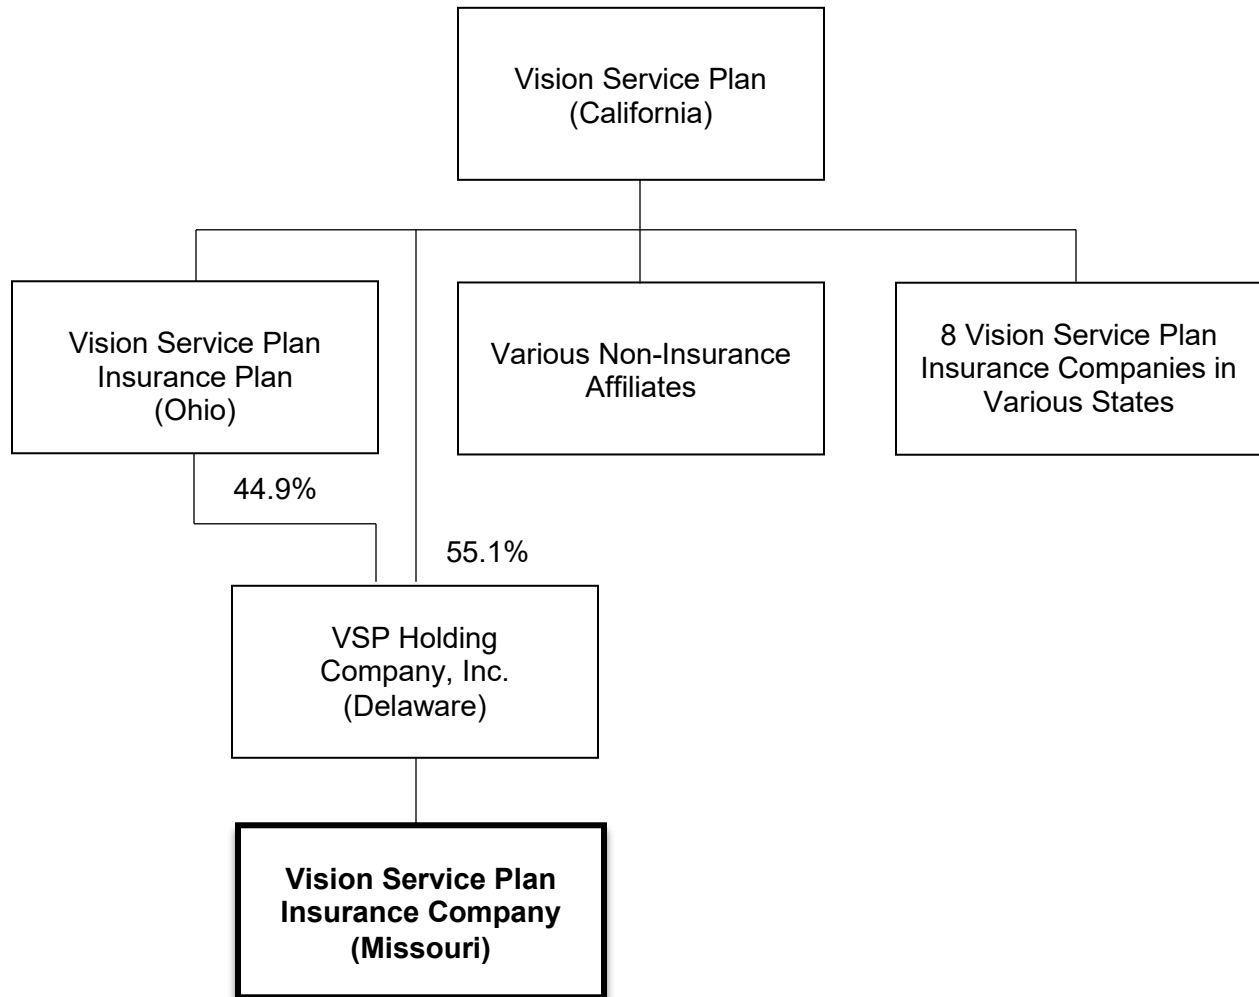 Vision Service Plan
(California)
Vision Service Plan
Insurance Plan
(Ohio)
Various Non-Insurance
Affiliates
8 Vision Service Plan
Insurance Companies in
Various States
44.9%
55.1%
VSP Holding
Company, Inc.
(Delaware)
Vision Service Plan
Insurance Company
(Missouri)